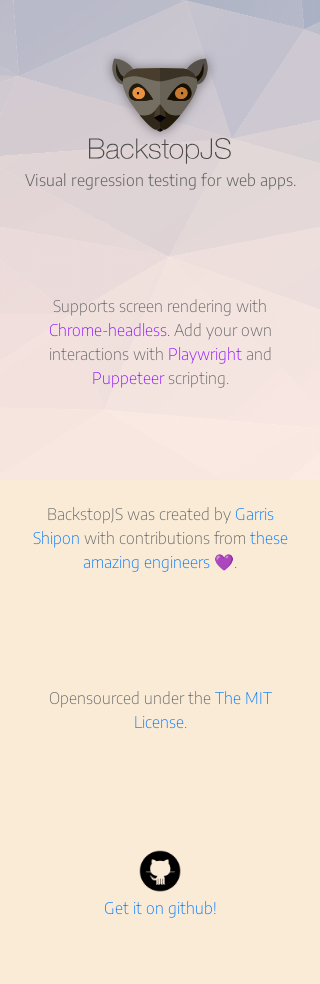 BackstopJS
Visual regression testing for web apps.
Supports screen rendering with
Chrome-headless. Add your own
interactions with Playwright and
Puppeteer scripting.
BackstopJS was created by Garris
Shipon with contributions from these
amazing engineers 💜.
Opensourced under the The MIT
License.
Get it on github!